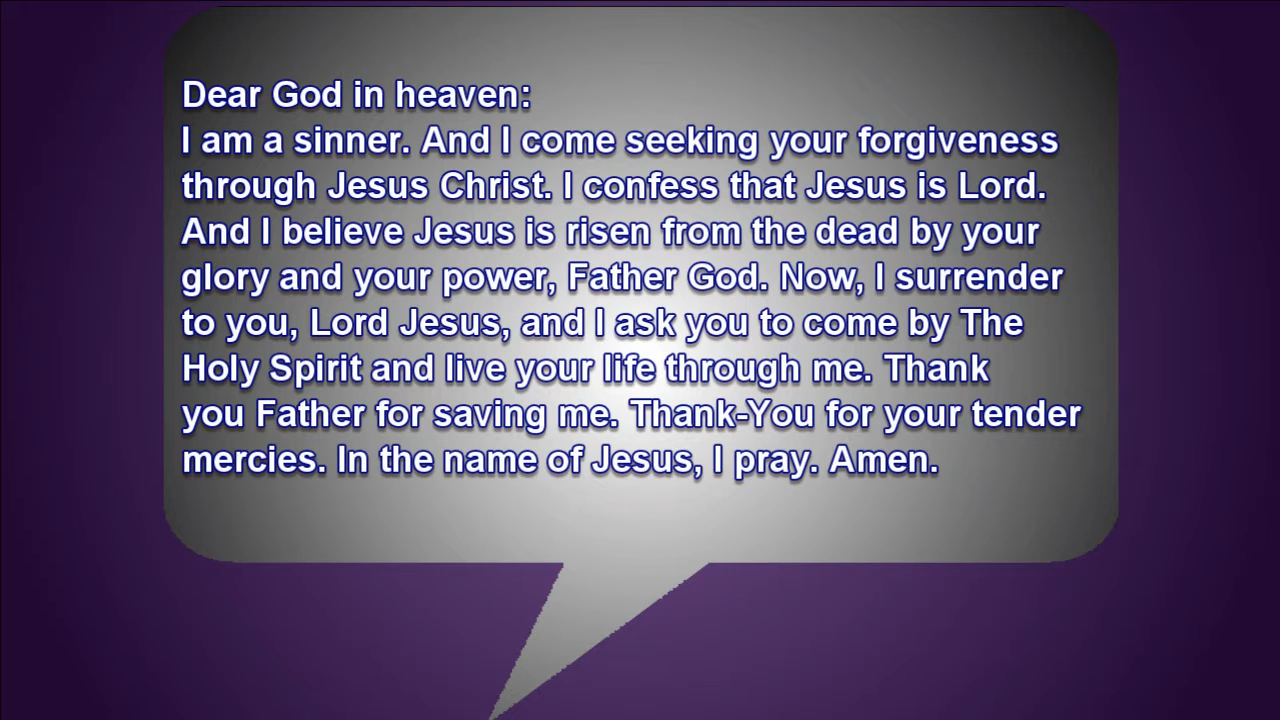 Dear God in heaven:
I am a sinner. And I come seeking your forgiveness
through Jesus Christ. I confess that Jesus is Lord.
And I believe Jesus is risen from the dead by your
glory and your power, Father God. Now, I surrender
to you, Lord Jesus, and I ask you to come by The
Holy Spirit and live your life through me. Thank
you Father for saving me. Thank-You for your tender
mercies. In the name of Jesus, I pray. Amen.